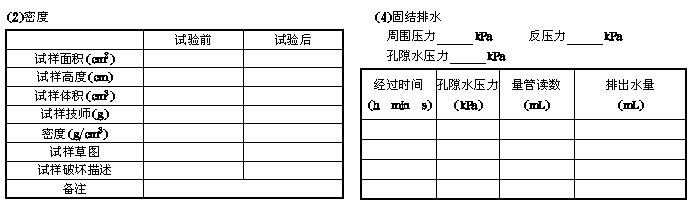 (2)密度
试验前 试验后
试样面积(cm²)
试样高度(cm)
试样体积(cm³)
试样技师(g)
密度(g/cm³)
试样草图
试样破坏描述
备注
(4)固结排水
周围压力_____kPa 反压力_____kPa
孔隙水压力_____kPa
经过时间 孔隙水压力 量管读数 排出水量
(h min s) (kPa) (mL) (mL)